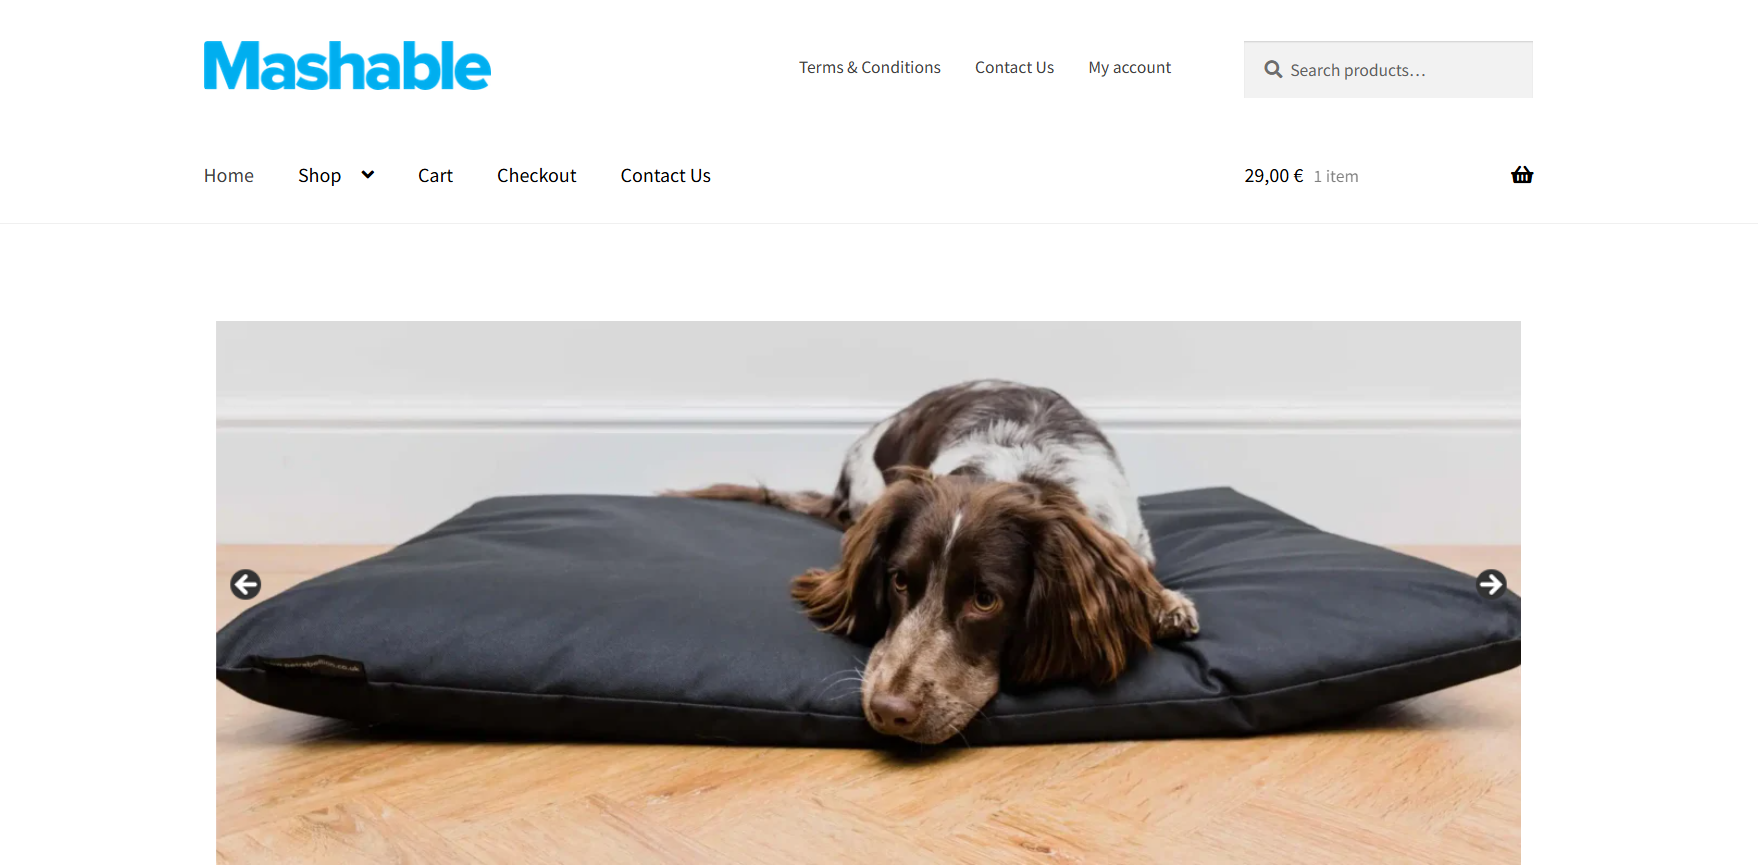 Mashable
Terms & Conditions
Contact Us
My account
Search products...
Home
Shop
Cart
Checkout
Contact Us
29,00 € 1 item